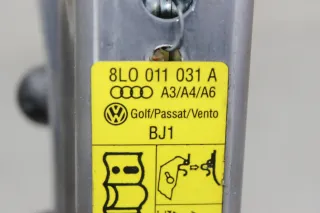 8L0 011 031 A
A3/A4/A6
Golf/Passat/Vento
BJ1